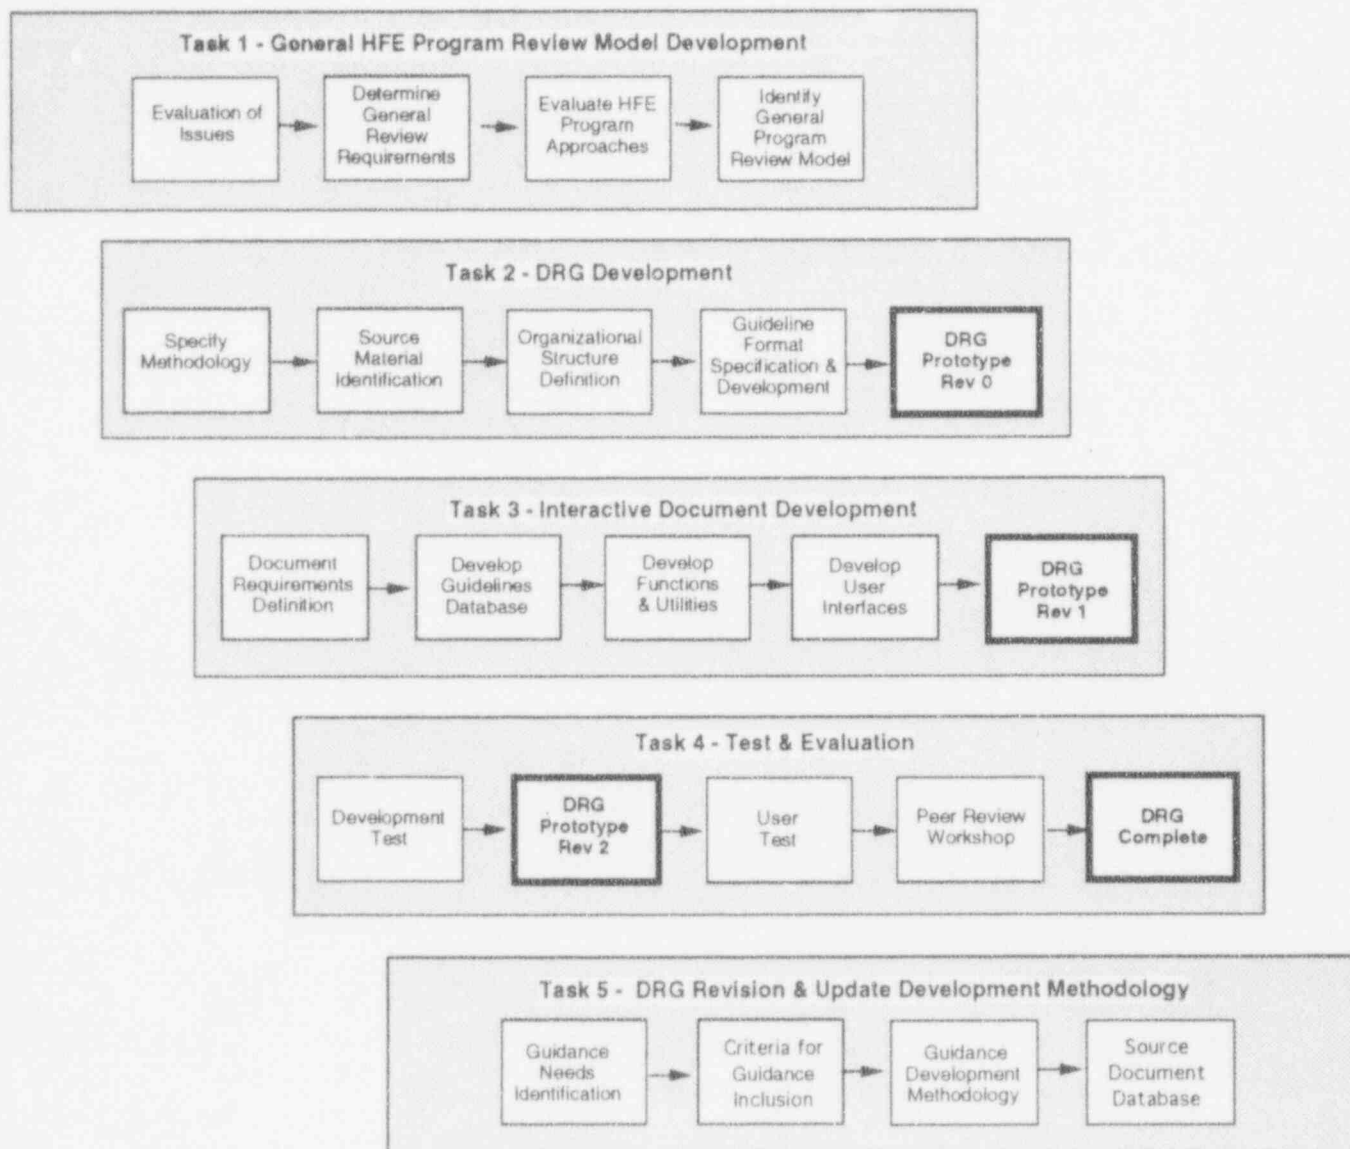 Task 1 - General HFE Program Review Model Development
Evaluation of
Issues
Determine
General
Review
Requirements
Evaluate HFE
Program
Approaches
Identify
General
Program
Review Model
Task 2 - DRG Development
Specify
Methodology
Source
Material
Identification
Organizational
Structure
Definition
Guideline
Format
Specification &
Development
DRG
Prototype
Rev 0
Task 3 - Interactive Document Development
Document
Requirements
Definition
Develop
Guidelines
Database
Develop
Functions
& Utilities
Develop
User
Interfaces
DRG
Prototype
Rev 1
Task 4 - Test & Evaluation
Development
Test
DRG
Prototype
Rev 2
User
Test
Peer Review
Workshop
DRG
Complete
Task 5 - DRG Revision & Update Development Methodology
Guidance
Needs
Identification
Criteria for
Guidance
Inclusion
Guidance
Development
Methodology
Source
Document
Database